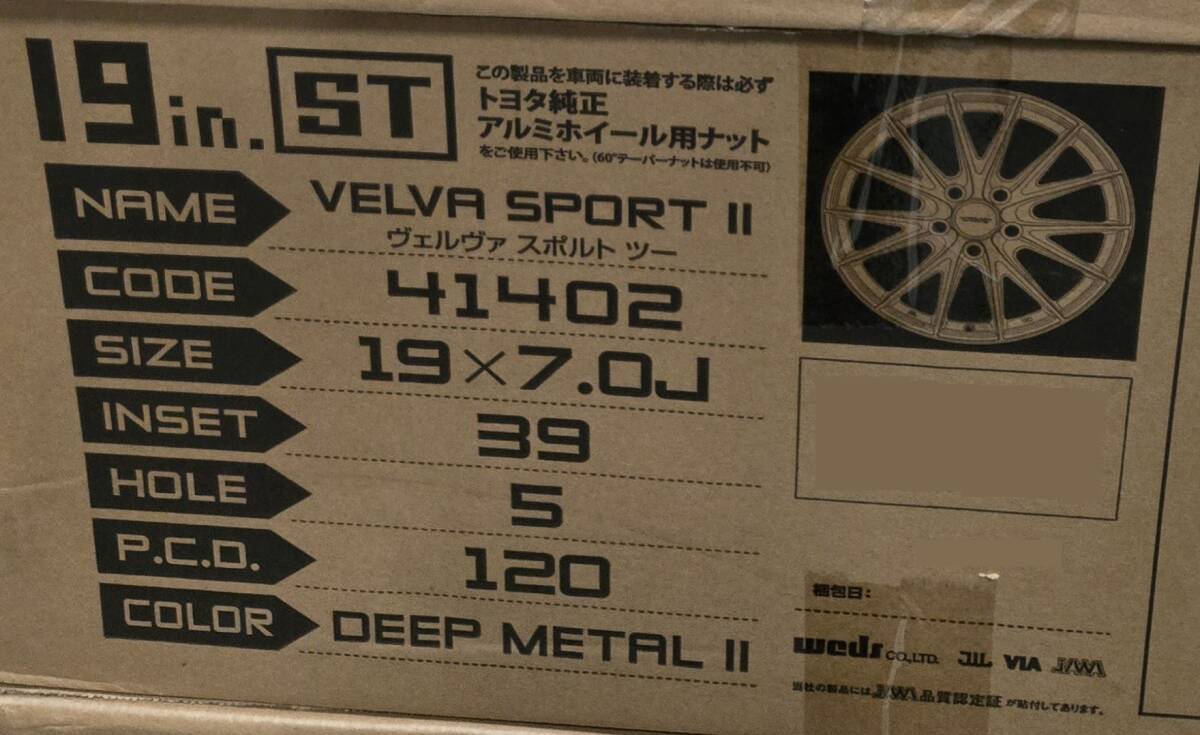 19in. ST
この製品を車両に装着する際は必ず
トヨタ純正
アルミホイール用ナット
をご使用下さい。(60°テーパーナットは使用不可)
NAME VELVA SPORT II
ヴェルヴァ スポルト ツー
CODE 41402
SIZE 19×7.0J
INSET 39
HOLE 5
P.C.D. 120
COLOR DEEP METAL II
梱包日:
weds CO.,LTD. JWL VIA JAWA
当社の製品にはJAWA品質認定証が貼付してあります。